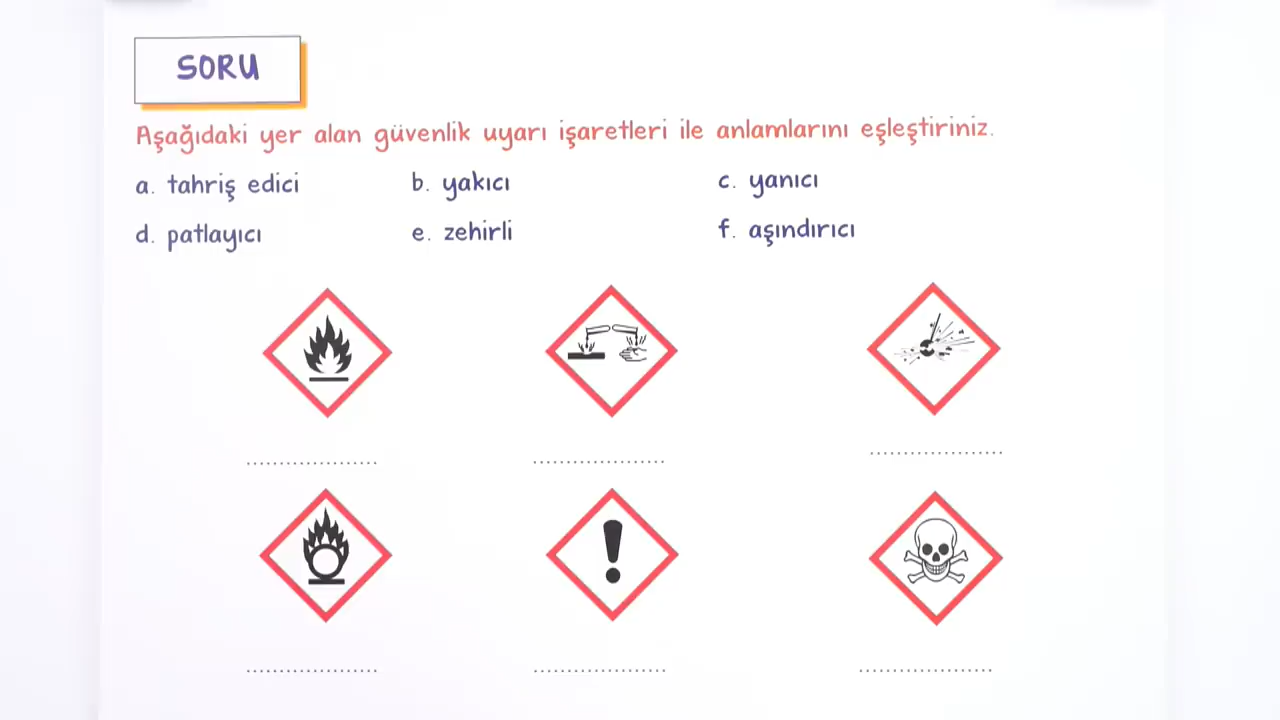 SORU
Aşağıdaki yer alan güvenlik uyarı işaretleri ile anlamlarını eşleştiriniz.
a. tahriş edici b. yakıcı c. yanıcı
d. patlayıcı e. zehirli f. aşındırıcı